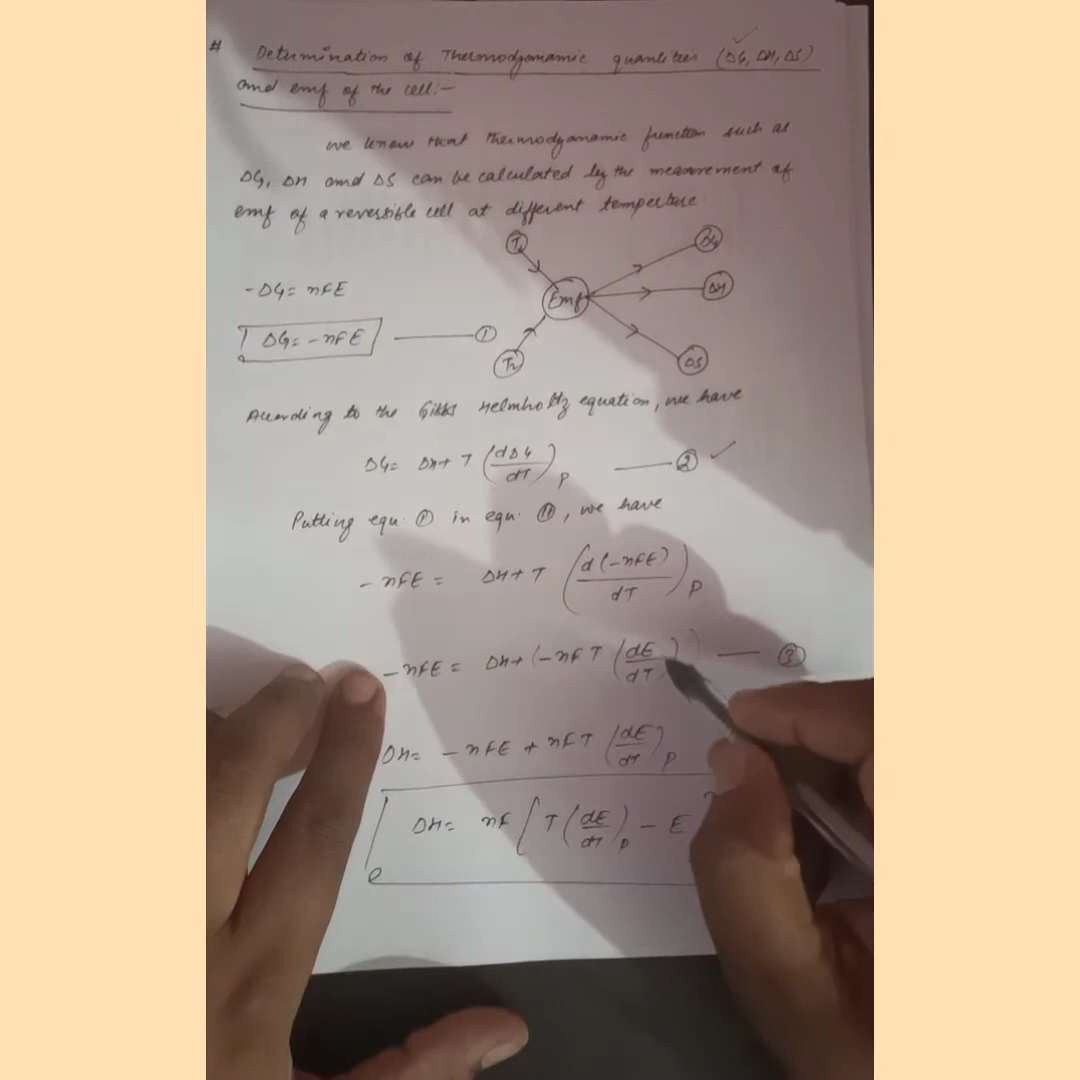 # Determination of Thermodynamic quantities (ΔG, ΔH, ΔS)
and emf of the cell:-
we know that thermodynamic function such as
ΔG, ΔH and ΔS can be calculated by the measurement of
emf of a reversible cell at different temperture.
T₁ ΔG
-ΔG = nFE Emf ΔH
ΔG = -nFE —— ①
T₂ ΔS
According to the Gibbs Helmholtz equation, we have
ΔG = ΔH + T (dΔG/dT)p —— ② ✓
Putting equ. ① in equ. ⑪, we have
- nFE = ΔH + T (d(-nFE)/dT)p
- nFE = ΔH + (-nFT (dE/dT)) —— ③
ΔH = - nFE + nFT (dE/dT)p
ΔH = nF [T (dE/dT)p - E